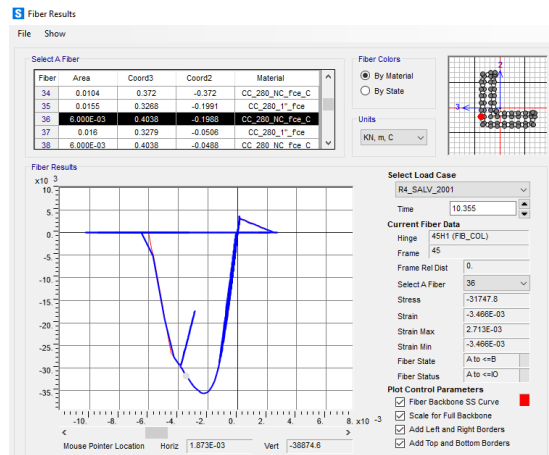 S Fiber Results
File Show
Select A Fiber
Fiber Area Coord3 Coord2 Material
34 0.0104 0.372 -0.372 CC_280_NC_fce_C
35 0.0155 0.3268 -0.1991 CC_280_1"_fce_C
36 6.000E-03 0.4038 -0.1988 CC_280_NC_fce_C
37 0.016 0.3279 -0.0506 CC_280_1"_fce_C
38 6.000E-03 0.4038 -0.0488 CC_280_NC_fce_C
Fiber Colors
By Material
By State
Units
KN, m, C
2
3
Fiber Results
x10 3
10.
5.
0.
-5.
-10.
-15.
-20.
-25.
-30.
-35.
-10. -8. -6. -4. -2. 0. 2. 4. 6. 8. x10 -3
Mouse Pointer Location Horiz 1.873E-03 Vert -38874.6
Select Load Case
R4_SALV_2001
Time 10.355
Current Fiber Data
Hinge 45H1 (FIB_COL)
Frame 45
Frame Rel Dist 0.
Select A Fiber 36
Stress -31747.8
Strain -3.466E-03
Strain Max 2.713E-03
Strain Min -3.466E-03
Fiber State A to <=B
Fiber Status A to <=IO
Plot Control Parameters
Fiber Backbone SS Curve
Scale for Full Backbone
Add Left and Right Borders
Add Top and Bottom Borders